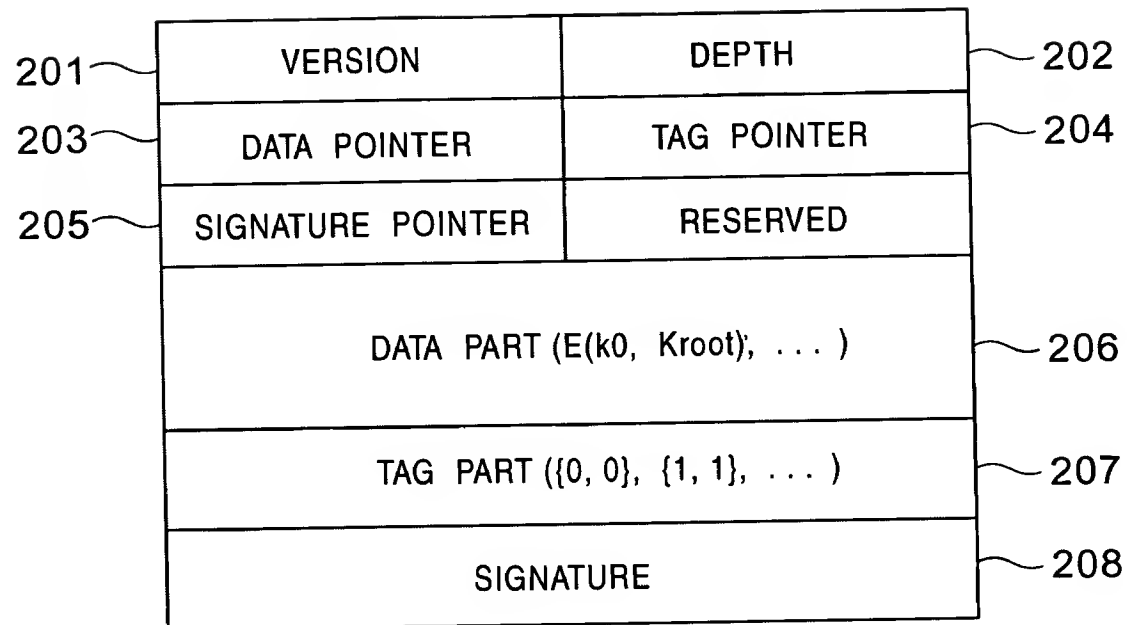 201 VERSION DEPTH 202
203 DATA POINTER TAG POINTER 204
205 SIGNATURE POINTER RESERVED
DATA PART (E(k0, Kroot), . . . ) 206
TAG PART ({0, 0}, {1, 1}, . . . ) 207
SIGNATURE 208